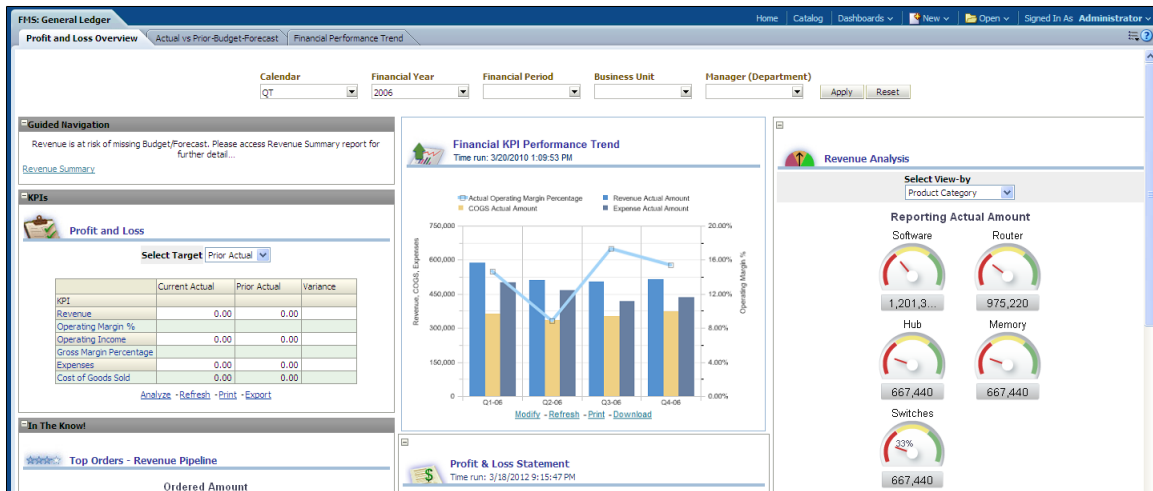 FMS: General Ledger
Home Catalog Dashboards New Open Signed In As Administrator
Profit and Loss Overview Actual vs Prior-Budget-Forecast Financial Performance Trend
Calendar Financial Year Financial Period Business Unit Manager (Department)
QT 2006 Apply Reset
Guided Navigation
Revenue is at risk of missing Budget/Forecast. Please access Revenue Summary report for
further detail...
Revenue Summary
KPIs
Profit and Loss
Select Target Prior Actual
Current Actual Prior Actual Variance
KPI
Revenue 0.00 0.00
Operating Margin %
Operating Income 0.00 0.00
Gross Margin Percentage
Expenses 0.00 0.00
Cost of Goods Sold 0.00 0.00
Analyze - Refresh - Print - Export
In The Know!
Top Orders - Revenue Pipeline
Ordered Amount
Financial KPI Performance Trend
Time run: 3/20/2010 1:09:53 PM
Actual Operating Margin Percentage Revenue Actual Amount
COGS Actual Amount Expense Actual Amount
Revenue, COGS, Expenses
750,000 20.00%
600,000 16.00%
450,000 12.00%
300,000 8.00%
150,000 4.00%
0 0.00%
Operating Margin %
Q1-06 Q2-06 Q3-06 Q4-06
Modify - Refresh - Print - Download
Profit & Loss Statement
Time run: 3/18/2012 9:15:47 PM
Revenue Analysis
Select View-by
Product Category
Reporting Actual Amount
Software Router
1,201,3... 975,220
Hub Memory
667,440 667,440
Switches
33%
667,440